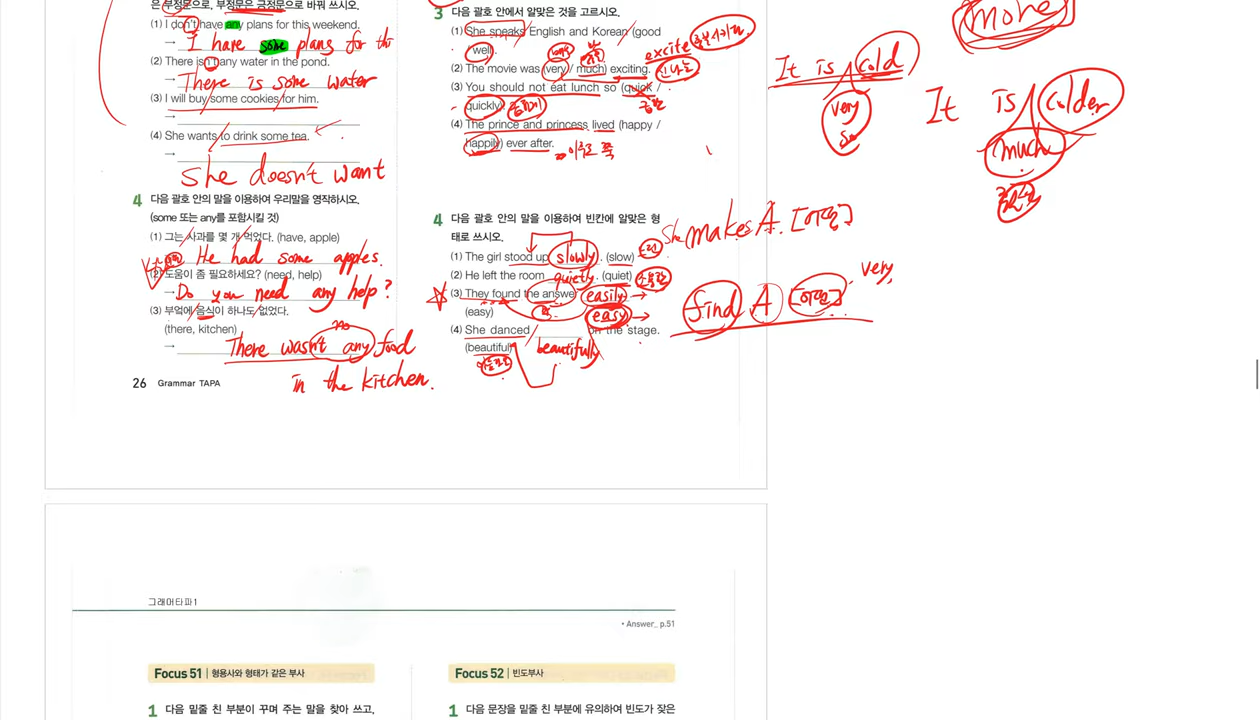 은 부정문으로, 부정문은 긍정문으로 바꿔 쓰시오.
(1) I don't have any plans for this weekend.
→ I have some plans for thi
(2) There isn't any water in the pond.
→ There is some water
(3) I will buy some cookies for him.
→
(4) She wants to drink some tea.
→
She doesn't want
4 다음 괄호 안의 말을 이용하여 우리말을 영작하시오.
(some 또는 any를 포함시킬 것)
(1) 그는 사과를 몇 개 먹었다. (have, apple)
→ He had some apples.
(2) 도움이 좀 필요하세요? (need, help)
→ Do you need any help?
(3) 부엌에 음식이 하나도 없었다.
(there, kitchen)
no
→ There wasn't any food
in the kitchen.
26 Grammar TAPA
3 다음 괄호 안에서 알맞은 것을 고르시오.
(1) She speaks English and Korean (good
/ well).
excite
(2) The movie was (very / much) exciting.
신나는
(3) You should not eat lunch so (quick /
quickly).
(4) The prince and princess lived (happy /
happily) ever after.
이후로 쭉
4 다음 괄호 안의 말을 이용하여 빈칸에 알맞은 형
태로 쓰시오.
(1) The girl stood up slowly. (slow)
(2) He left the room quietly. (quiet)
(3) They found the answer easily →
(easy) easy →
(4) She danced on the stage.
(beautiful) beautifully
more
It is cold
very
so
It is colder
much
훨씬
She makes A. [어떤]
find A [어떤]
very,
그래머타파1
• Answer_ p.51
Focus 51 | 형용사와 형태가 같은 부사
1 다음 밑줄 친 부분이 꾸며 주는 말을 찾아 쓰고,
Focus 52 | 빈도부사
1 다음 문장을 밑줄 친 부분에 유의하여 빈도가 잦은